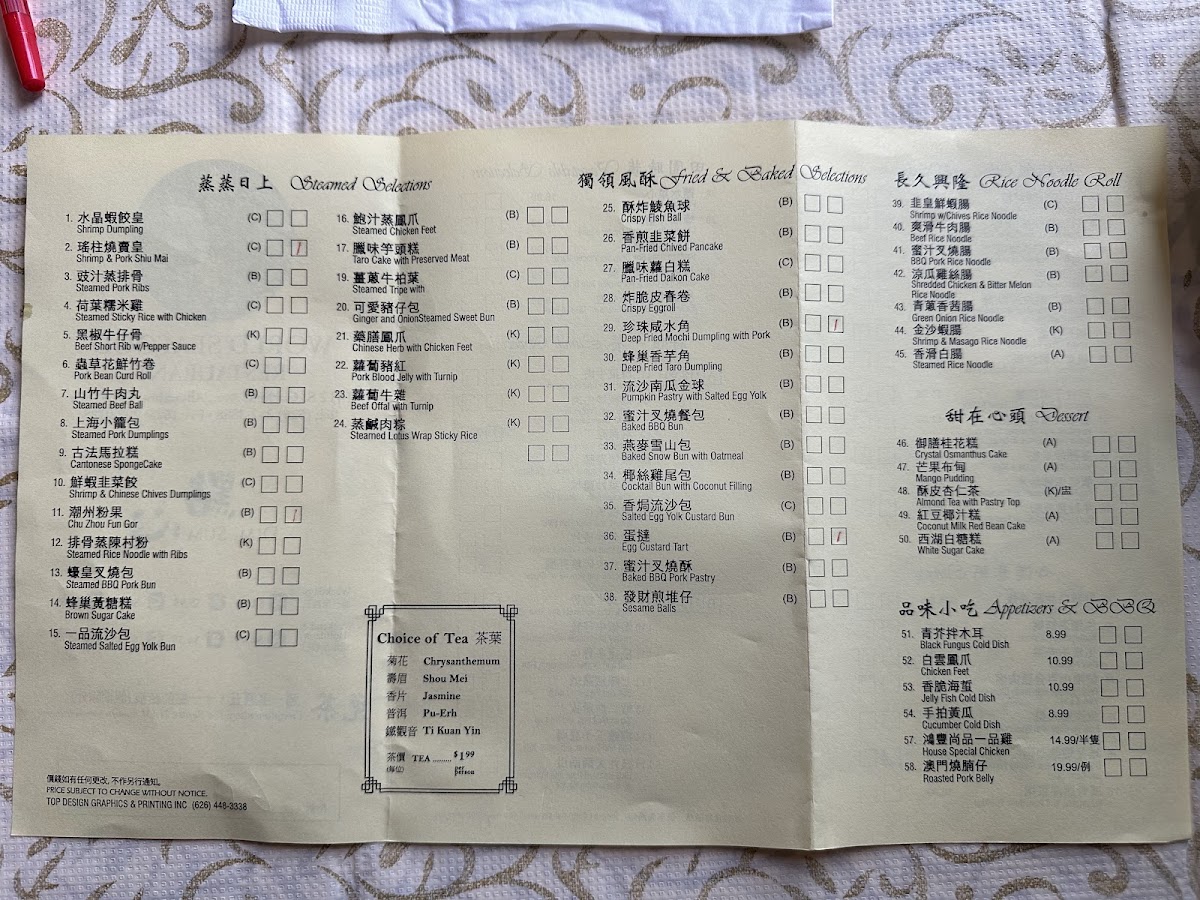 蒸蒸日上 Steamed Selections
1. 水晶蝦餃皇 (C)
Shrimp Dumpling
2. 瑤柱燒賣皇 (C) 1
Shrimp & Pork Shiu Mai
3. 豉汁蒸排骨 (B)
Steamed Pork Ribs
4. 荷葉糯米雞 (C)
Steamed Sticky Rice with Chicken
5. 黑椒牛仔骨 (K)
Beef Short Rib w/Pepper Sauce
6. 蟲草花鮮竹卷 (C)
Pork Bean Curd Roll
7. 山竹牛肉丸 (B)
Steamed Beef Ball
8. 上海小籠包 (B)
Steamed Pork Dumplings
9. 古法馬拉糕 (B)
Cantonese SpongeCake
10. 鮮蝦韭菜餃 (C)
Shrimp & Chinese Chives Dumplings
11. 潮州粉果 (B) 1
Chu Zhou Fun Gor
12. 排骨蒸陳村粉 (K)
Steamed Rice Noodle with Ribs
13. 蠔皇叉燒包 (B)
Steamed BBQ Pork Bun
14. 蜂巢黃糖糕 (B)
Brown Sugar Cake
15. 一品流沙包 (C)
Steamed Salted Egg Yolk Bun
價錢如有任何更改, 不作另行通知。
PRICE SUBJECT TO CHANGE WITHOUT NOTICE.
TOP DESIGN GRAPHICS & PRINTING INC (626) 446-3338
16. 鮑汁蒸鳳爪 (B)
Steamed Chicken Feet
17. 臘味芋頭糕 (B)
Taro Cake with Preserved Meat
19. 薑蔥牛柏葉 (C)
Steamed Tripe with
20. 可愛豬仔包 (B)
Ginger and OnionSteamed Sweet Bun
21. 藥膳鳳爪 (K)
Chinese Herb with Chicken Feet
22. 蘿蔔豬紅 (K)
Pork Blood Jelly with Turnip
23. 蘿蔔牛雜 (K)
Beef Offal with Turnip
24. 蒸鹹肉粽 (K)
Steamed Lotus Wrap Sticky Rice
Choice of Tea 茶葉
菊花 Chrysanthemum
壽眉 Shou Mei
香片 Jasmine
普洱 Pu-Erh
鐵觀音 Ti Kuan Yin
茶價 TEA ......... $1.99
(每位) per person
獨領風酥 Fried & Baked Selections
25. 酥炸鯪魚球 (B)
Crispy Fish Ball
26. 香煎韭菜餅 (B)
Pan-Fried Chived Pancake
27. 臘味蘿白糕 (C)
Pan-Fried Daikon Cake
28. 炸脆皮春卷 (B)
Crispy Eggroll
29. 珍珠咸水角 (B) 1
Deep Fried Mochi Dumpling with Pork
30. 蜂巢香芋角 (B)
Deep Fried Taro Dumpling
31. 流沙南瓜金球 (B)
Pumpkin Pastry with Salted Egg Yolk
32. 蜜汁叉燒餐包 (B)
Baked BBQ Bun
33. 燕麥雪山包 (B)
Baked Snow Bun with Oatmeal
34. 椰絲雞尾包 (B)
Cocktail Bun with Coconut Filling
35. 香焗流沙包 (C)
Salted Egg Yolk Custard Bun
36. 蛋撻 (B) 1
Egg Custard Tart
37. 蜜汁叉燒酥 (B)
Baked BBQ Pork Pastry
38. 發財煎堆仔 (B)
Sesame Balls
長久興隆 Rice Noodle Roll
39. 韭皇鮮蝦腸 (C)
Shrimp w/Chives Rice Noodle
40. 爽滑牛肉腸 (B)
Beef Rice Noodle
41. 蜜汁叉燒腸 (B)
BBQ Pork Rice Noodle
42. 涼瓜雞絲腸 (B)
Shredded Chicken & Bitter Melon
Rice Noodle
43. 青蔥香茜腸 (B)
Green Onion Rice Noodle
44. 金沙蝦腸 (K)
Shrimp & Masago Rice Noodle
45. 香滑白腸 (A)
Steamed Rice Noodle
甜在心頭 Dessert
46. 御膳桂花糕 (A)
Crystal Osmanthus Cake
47. 芒果布甸 (A)
Mango Pudding
48. 酥皮杏仁茶 (K)/盅
Almond Tea with Pastry Top
49. 紅豆椰汁糕 (A)
Coconut Milk Red Bean Cake
50. 西湖白糖糕 (A)
White Sugar Cake
品味小吃 Appetizers & BBQ
51. 青芥拌木耳 8.99
Black Fungus Cold Dish
52. 白雲鳳爪 10.99
Chicken Feet
53. 香脆海蜇 10.99
Jelly Fish Cold Dish
54. 手拍黃瓜 8.99
Cucumber Cold Dish
57. 鴻豐尚品一品雞 14.99/半隻
House Special Chicken
58. 澳門燒腩仔 19.99/例
Roasted Pork Belly